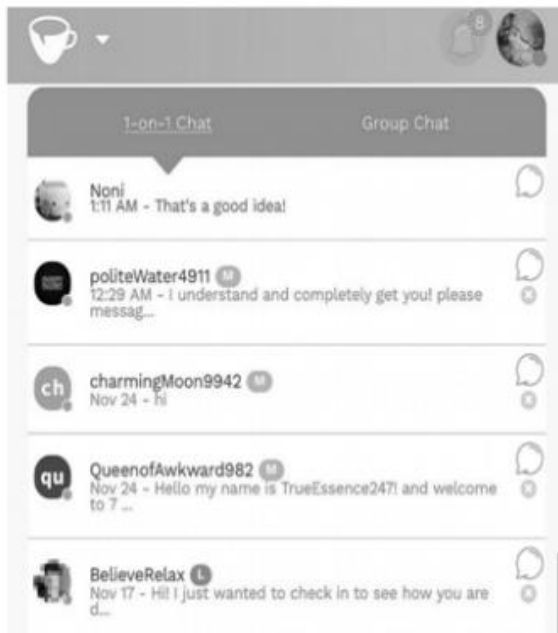 8
1-on-1 Chat
Group Chat
Noni
1:11 AM - That's a good idea!
politeWater4911 M
12:29 AM - I understand and completely get you! please
messag...
ch
charmingMoon9942 M
Nov 24 - hi
qu
QueenofAwkward982 M
Nov 24 - Hello my name is TrueEssence247! and welcome
to 7 ...
BelieveRelax L
Nov 17 - Hi! I just wanted to check in to see how you are
d...